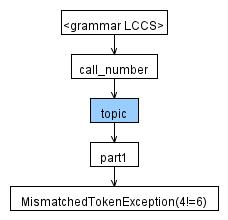 <grammar LCCS>
call_number
topic
part1
MismatchedTokenException(4!=6)